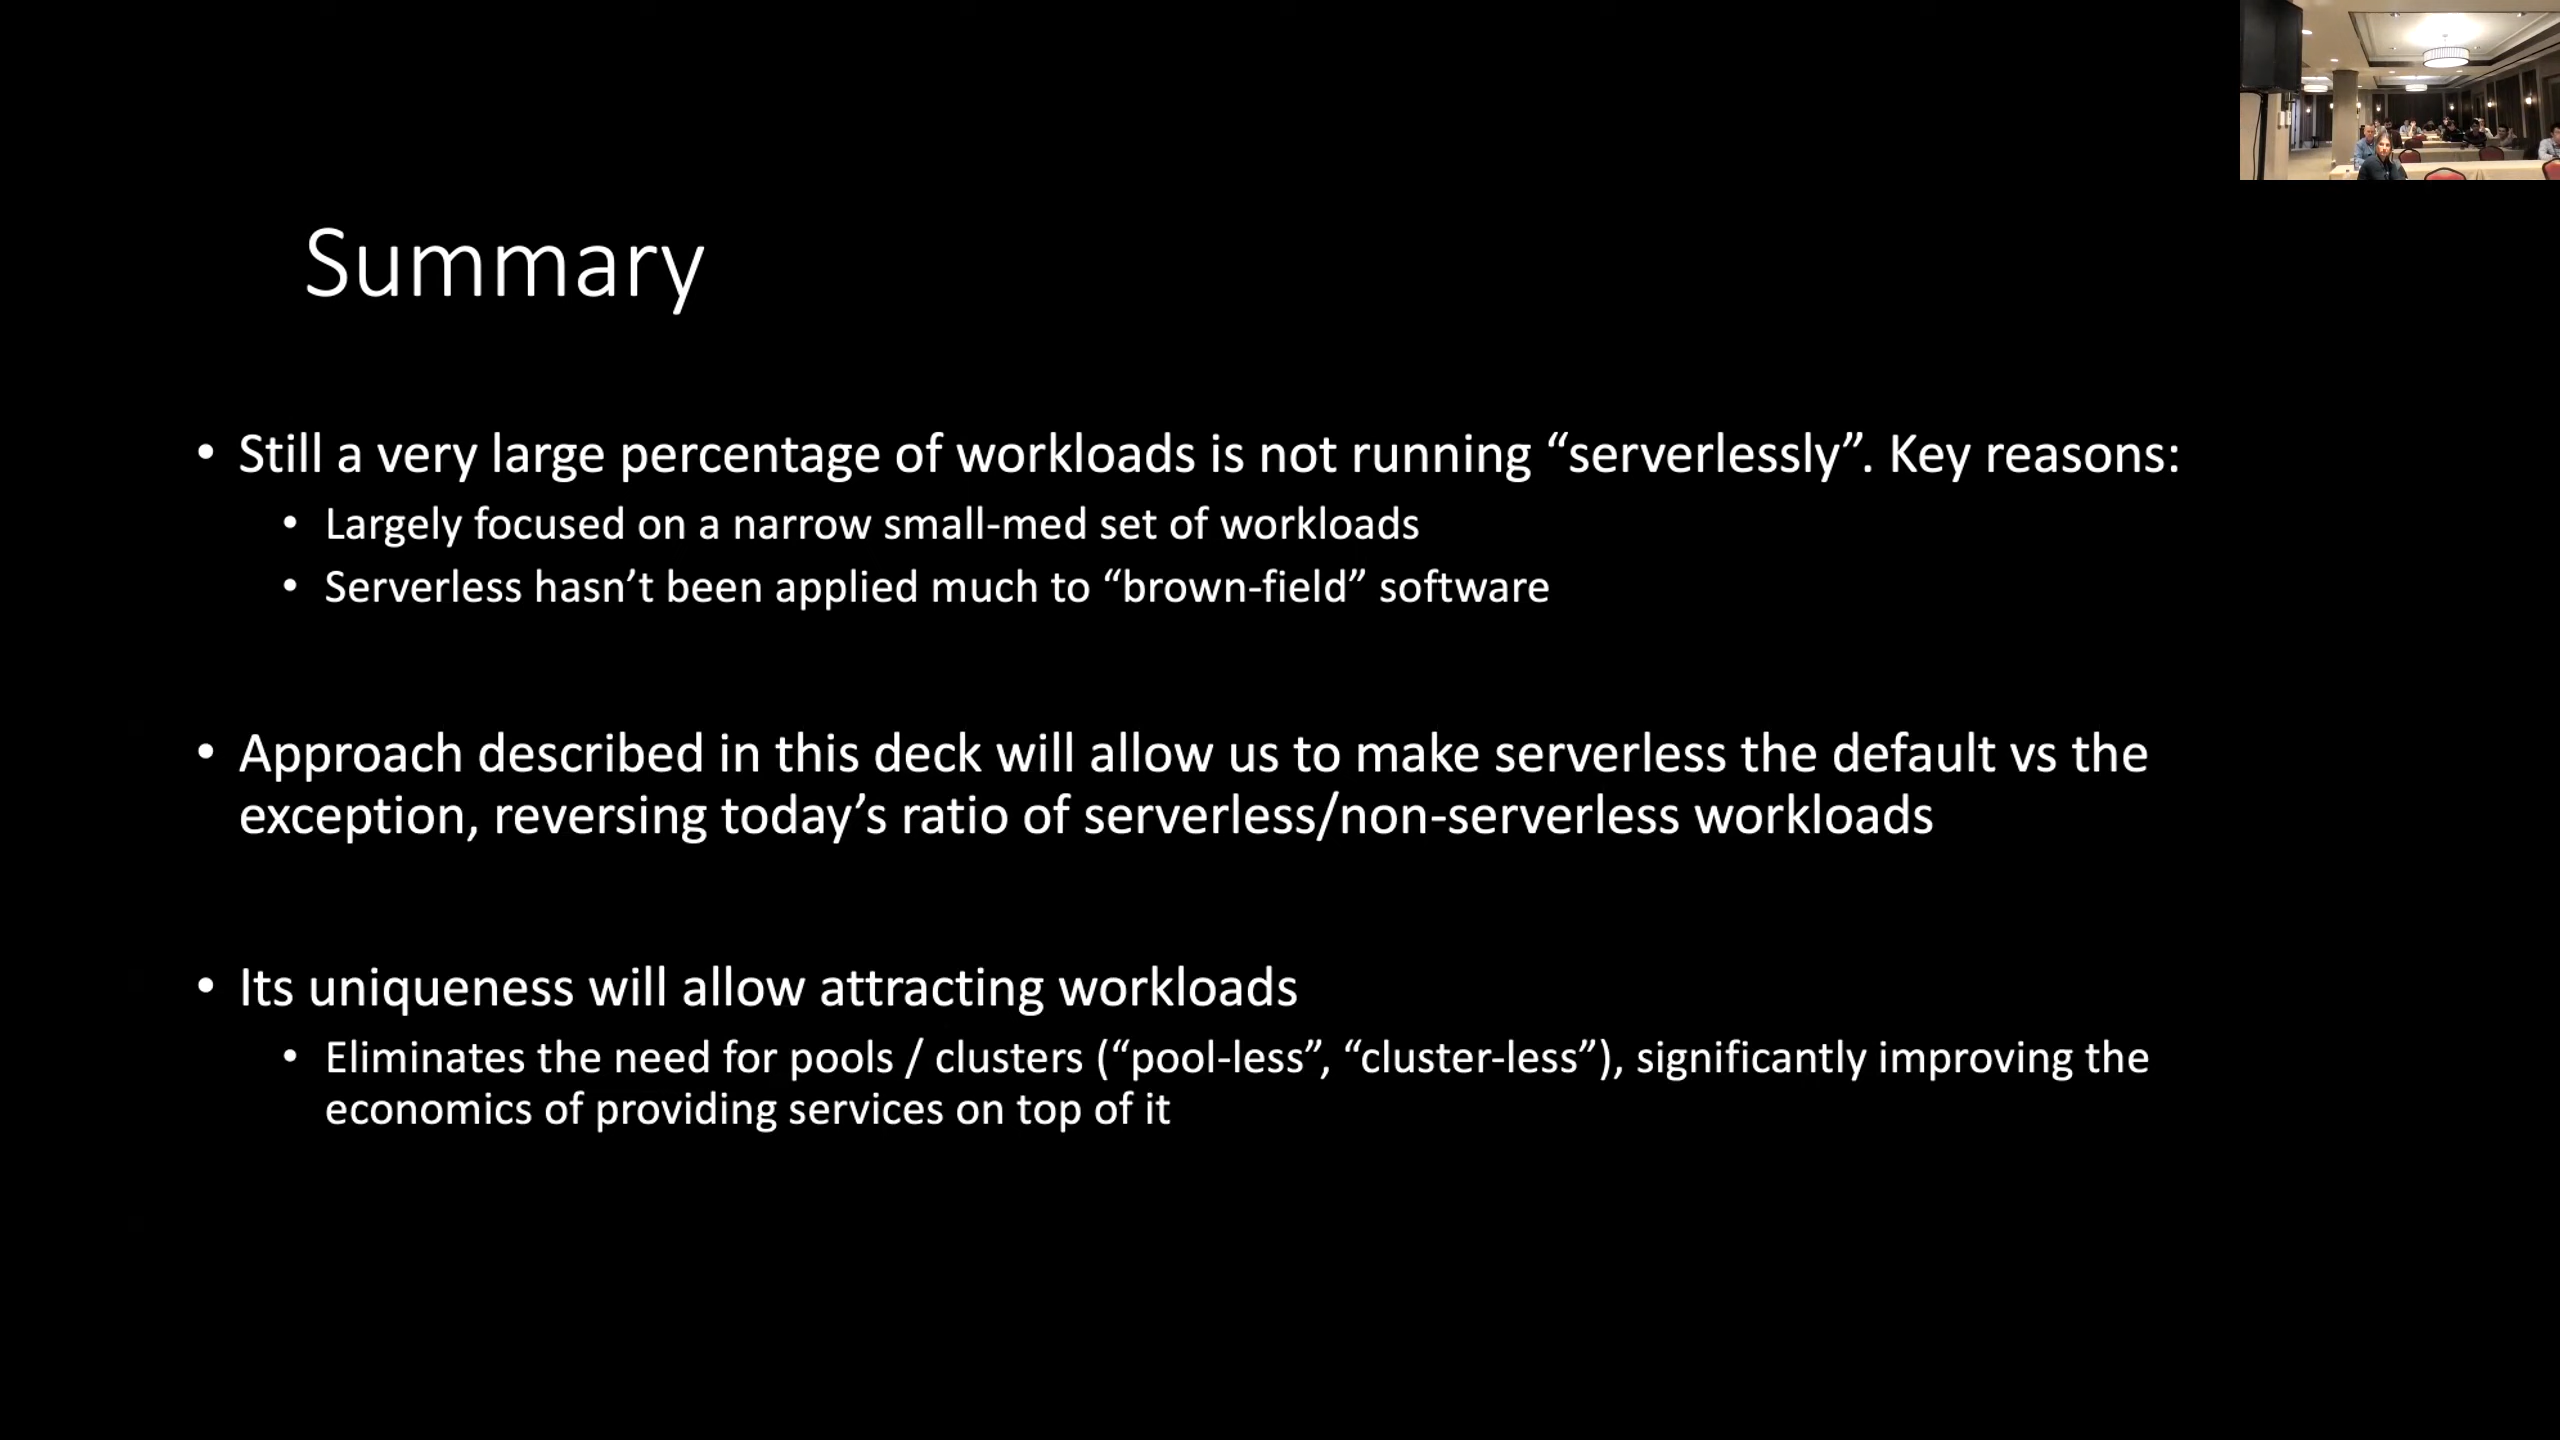 Summary
• Still a very large percentage of workloads is not running “serverlessly”. Key reasons:
• Largely focused on a narrow small-med set of workloads
• Serverless hasn’t been applied much to “brown-field” software
• Approach described in this deck will allow us to make serverless the default vs the
exception, reversing today’s ratio of serverless/non-serverless workloads
• Its uniqueness will allow attracting workloads
• Eliminates the need for pools / clusters (“pool-less”, “cluster-less”), significantly improving the
economics of providing services on top of it